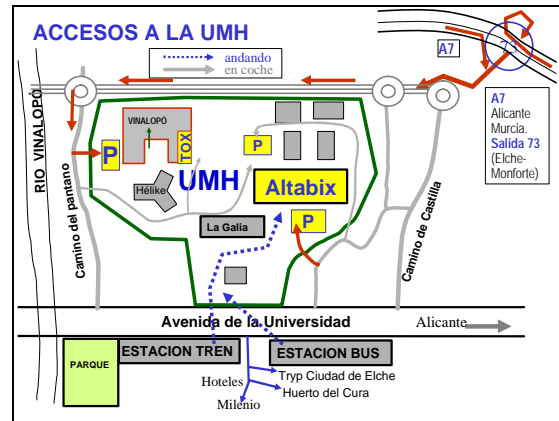 ACCESOS A LA UMH
andando
en coche
A7
73
A7
Alicante
Murcia.
Salida 73
(Elche-
Monforte)
RIO VINALOPÓ
Camino del pantano
VINALOPÓ
TOX
P
P
Hélike
UMH
Altabix
P
La Galia
Camino de Castilla
Avenida de la Universidad
Alicante
PARQUE
ESTACION TREN
ESTACION BUS
Hoteles
Tryp Ciudad de Elche
Huerto del Cura
Milenio